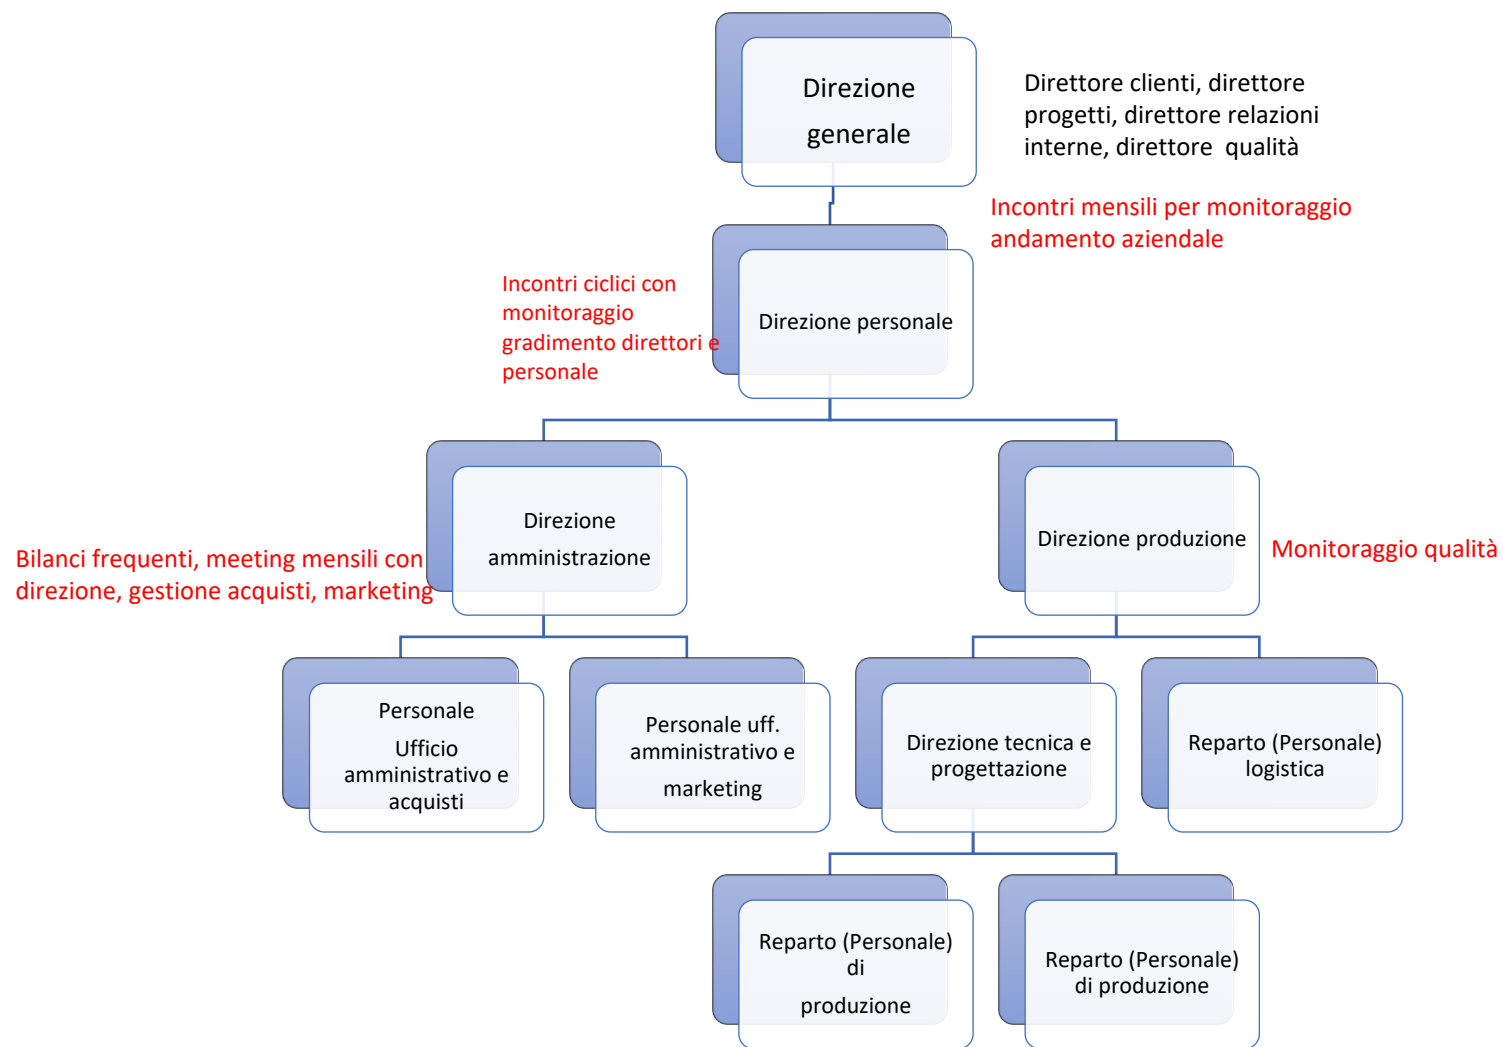 Direzione
generale
Direttore clienti, direttore
progetti, direttore relazioni
interne, direttore qualità
Incontri mensili per monitoraggio
andamento aziendale
Incontri ciclici con
monitoraggio
gradimento direttori e
personale
Direzione personale
Bilanci frequenti, meeting mensili con
direzione, gestione acquisti, marketing
Direzione
amministrazione
Direzione produzione
Monitoraggio qualità
Personale
Ufficio
amministrativo e
acquisti
Personale uff.
amministrativo e
marketing
Direzione tecnica e
progettazione
Reparto (Personale)
logistica
Reparto (Personale)
di
produzione
Reparto (Personale)
di produzione